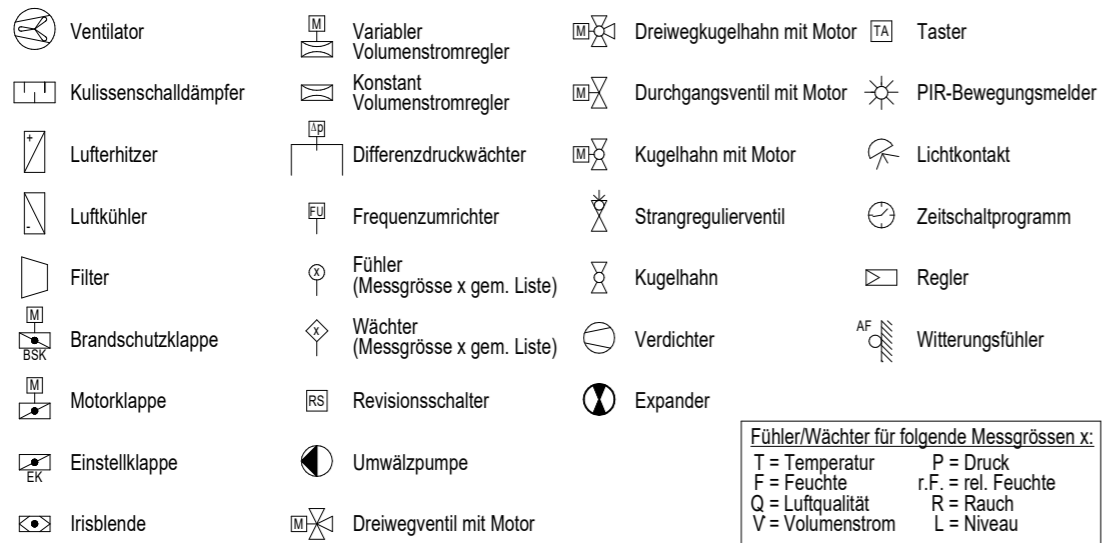 Ventilator
Kulissenschalldämpfer
+
Lufterhitzer
-
Luftkühler
Filter
M
BSK
Brandschutzklappe
M
Motorklappe
EK
Einstellklappe
Irisblende
M
Variabler
Volumenstromregler
Konstant
Volumenstromregler
Δp
Differenzdruckwächter
FU
Frequenzumrichter
x
Fühler
(Messgrösse x gem. Liste)
x
Wächter
(Messgrösse x gem. Liste)
RS
Revisionsschalter
Umwälzpumpe
M
Dreiwegventil mit Motor
M
Dreiwegkugelhahn mit Motor
M
Durchgangsventil mit Motor
M
Kugelhahn mit Motor
Strangregulierventil
Kugelhahn
Verdichter
Expander
TA
Taster
PIR-Bewegungsmelder
Lichtkontakt
Zeitschaltprogramm
Regler
AF
Witterungsfühler
Fühler/Wächter für folgende Messgrössen x:
T = Temperatur P = Druck
F = Feuchte r.F. = rel. Feuchte
Q = Luftqualität R = Rauch
V̇ = Volumenstrom L = Niveau